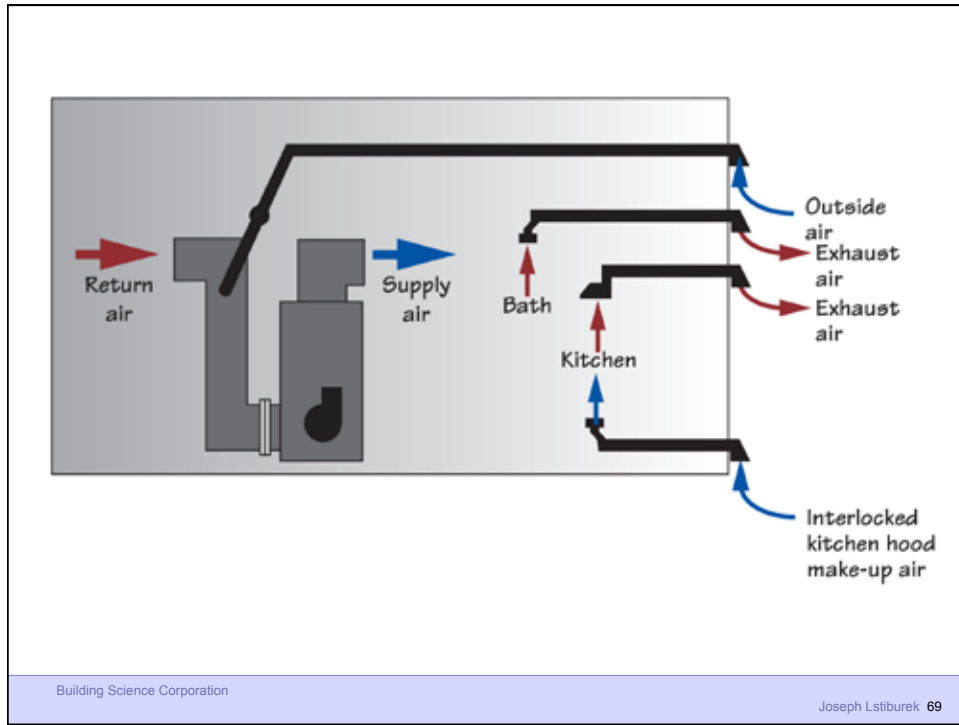 Return
air
Supply
air
Bath
Kitchen
Outside
air
Exhaust
air
Exhaust
air
Interlocked
kitchen hood
make-up air
Building Science Corporation
Joseph Lstiburek 69